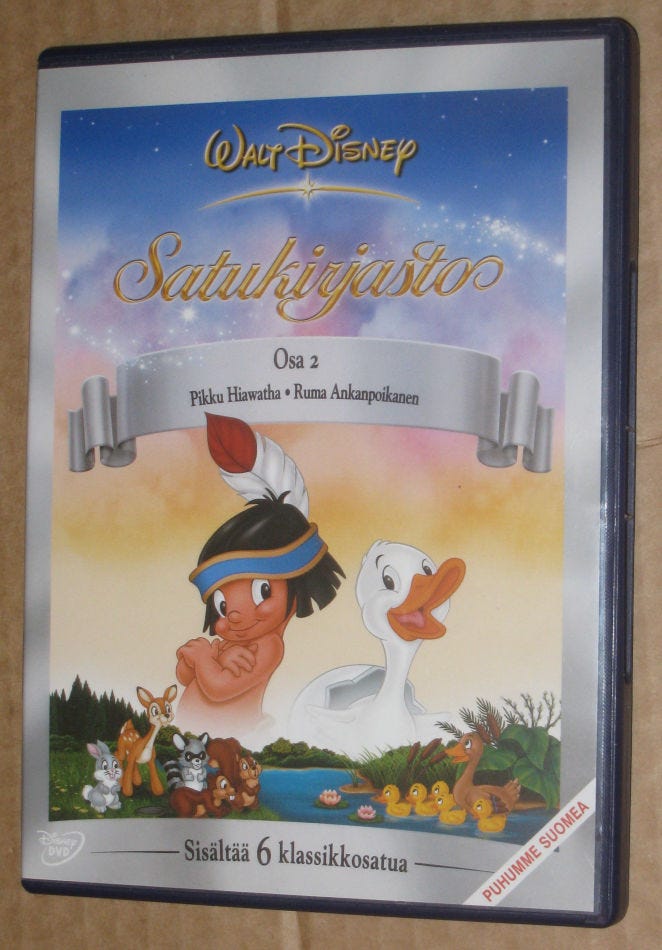 Walt Disney
Satukirjasto
Osa 2
Pikku Hiawatha • Ruma Ankanpoikanen
Disney
DVD
Sisältää 6 klassikkosatua
PUHUMME SUOMEA